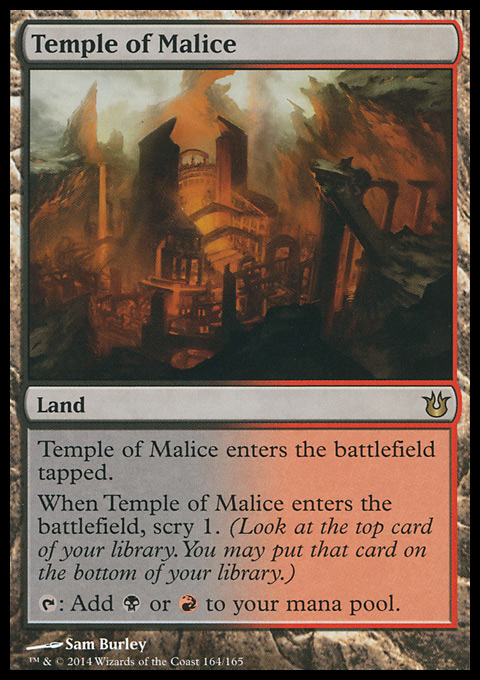 Temple of Malice
Land
Temple of Malice enters the battlefield
tapped.
When Temple of Malice enters the
battlefield, scry 1. (Look at the top card
of your library. You may put that card on
the bottom of your library.)
: Add or to your mana pool.
Sam Burley
™ & © 2014 Wizards of the Coast 164/165